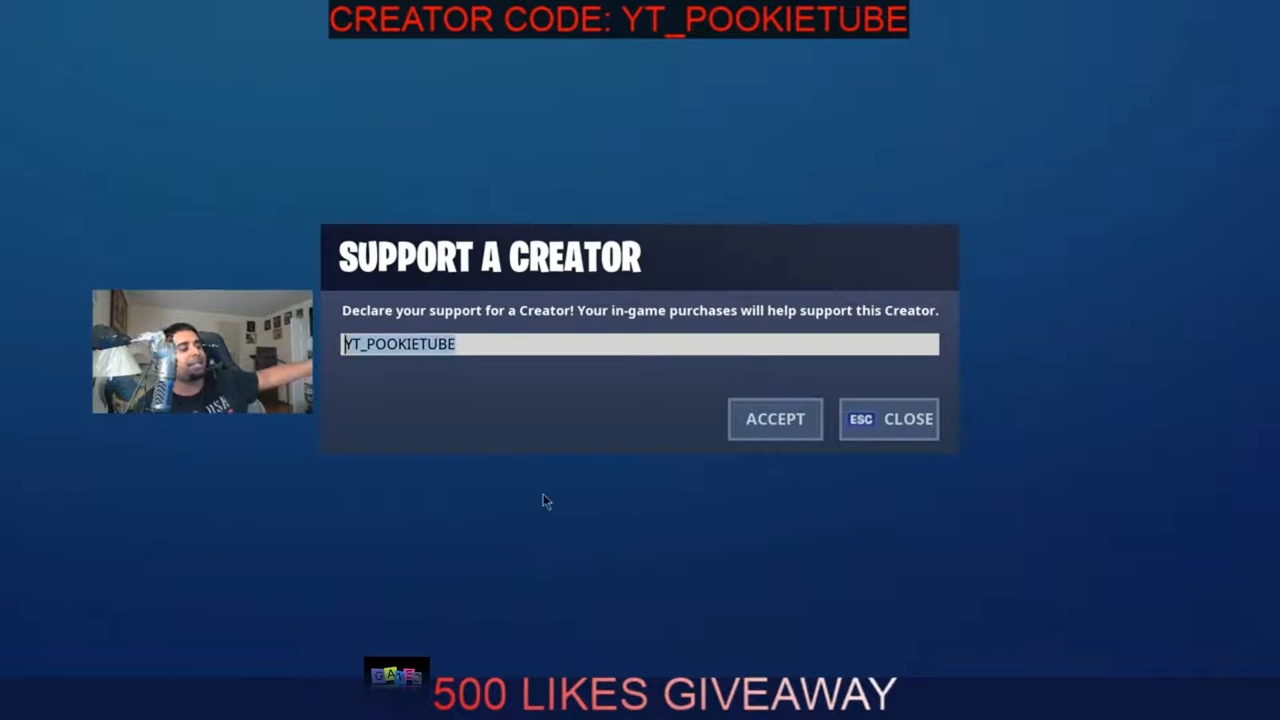 CREATOR CODE: YT_POOKIETUBE
SUPPORT A CREATOR
Declare your support for a Creator! Your in-game purchases will help support this Creator.
YT_POOKIETUBE
ACCEPT
ESC CLOSE
500 LIKES GIVEAWAY